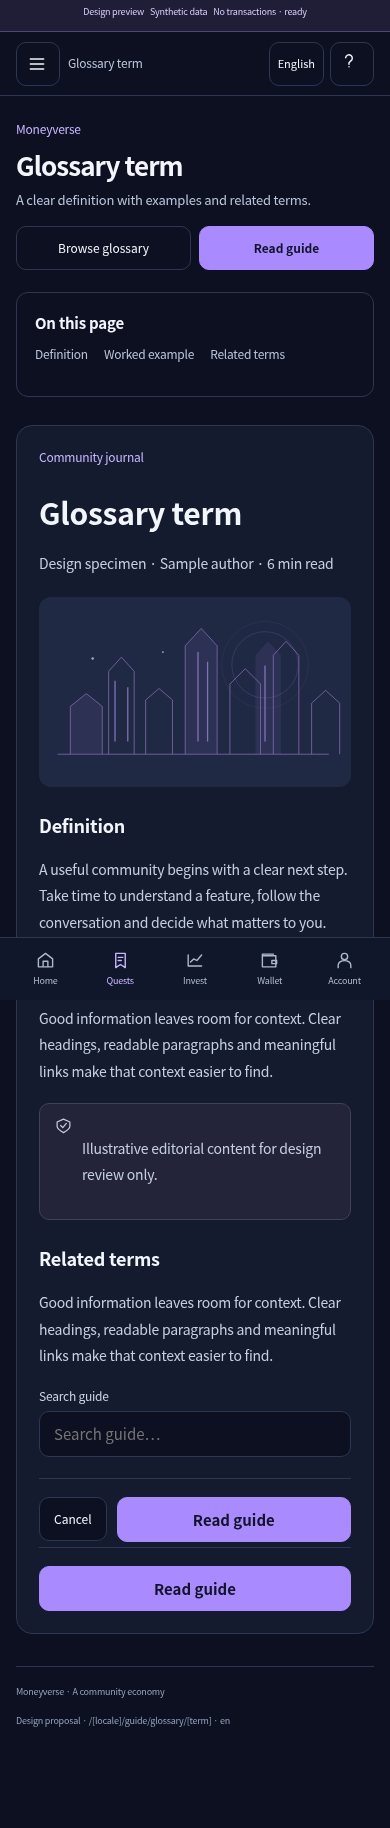 Design preview Synthetic data No transactions · ready
Glossary term
English
?
Moneyverse
Glossary term
A clear definition with examples and related terms.
Browse glossary
Read guide
On this page
Definition Worked example Related terms
Community journal
Glossary term
Design specimen · Sample author · 6 min read
Definition
A useful community begins with a clear next step.
Take time to understand a feature, follow the
conversation and decide what matters to you.
Home
Quests
Invest
Wallet
Account
Good information leaves room for context. Clear
headings, readable paragraphs and meaningful
links make that context easier to find.
Illustrative editorial content for design
review only.
Related terms
Good information leaves room for context. Clear
headings, readable paragraphs and meaningful
links make that context easier to find.
Search guide
Search guide…
Cancel
Read guide
Read guide
Moneyverse · A community economy
Design proposal · /[locale]/guide/glossary/[term] · en